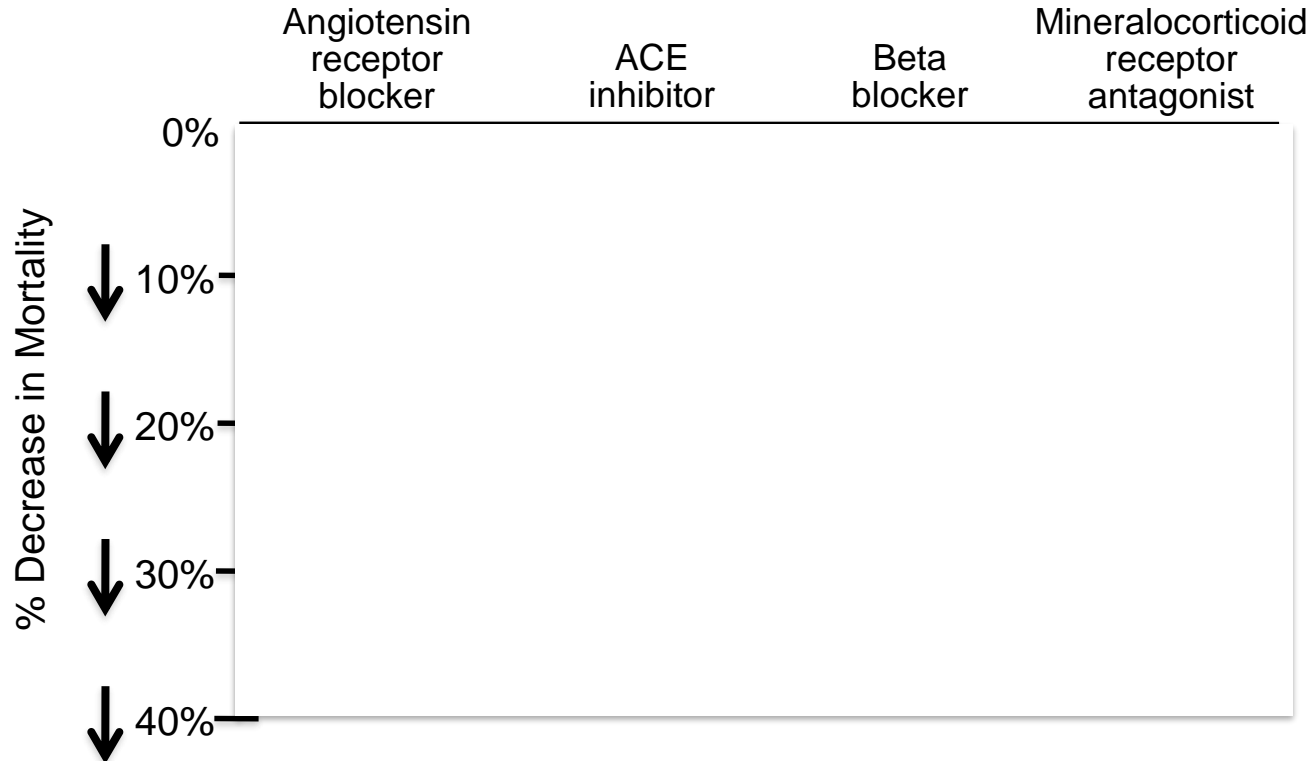 Angiotensin
receptor
blocker
ACE
inhibitor
Beta
blocker
Mineralocorticoid
receptor
antagonist
0%
10%
20%
30%
40%
% Decrease in Mortality